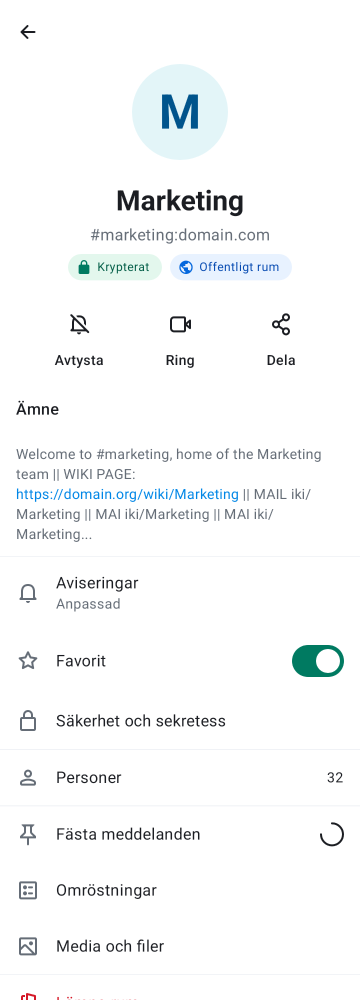 M
Marketing
#marketing:domain.com
Krypterat
Offentligt rum
Avtysta
Ring
Dela
Ämne
Welcome to #marketing, home of the Marketing
team || WIKI PAGE:
https://domain.org/wiki/Marketing || MAIL iki/
Marketing || MAI iki/Marketing || MAI iki/
Marketing...
Aviseringar
Anpassad
Favorit
Säkerhet och sekretess
Personer 32
Fästa meddelanden
Omröstningar
Media och filer